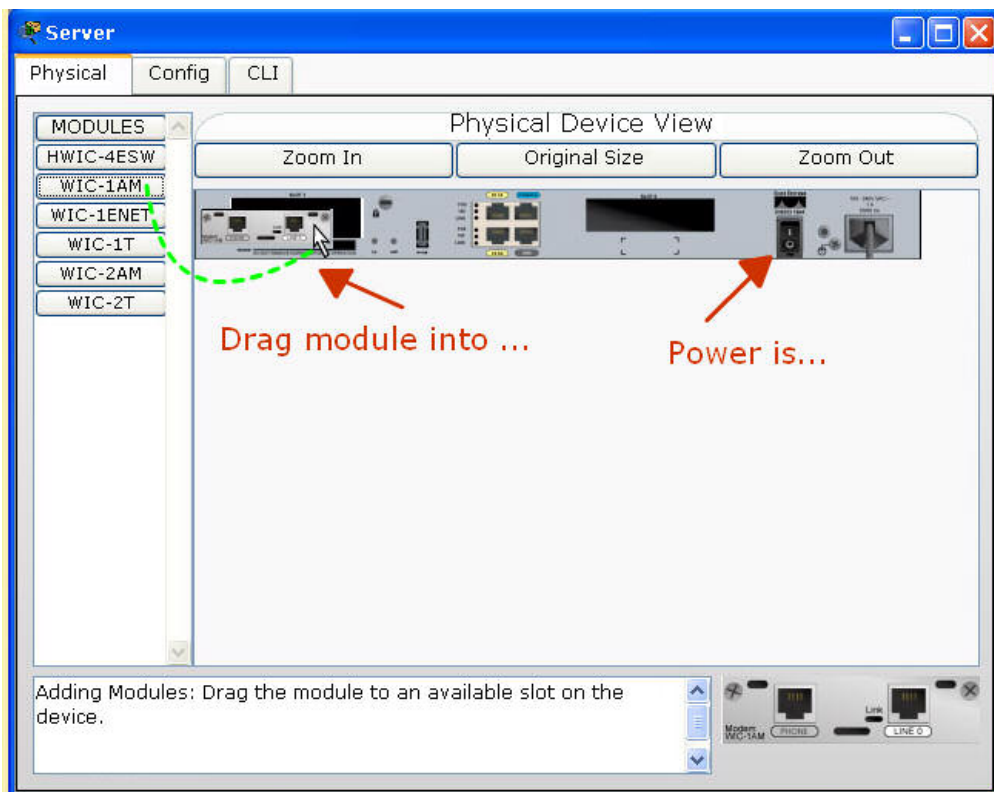 Server
Physical Config CLI
MODULES
HWIC-4ESW
WIC-1AM
WIC-1ENET
WIC-1T
WIC-2AM
WIC-2T
Physical Device View
Zoom In Original Size Zoom Out
Drag module into ...
Power is...
Adding Modules: Drag the module to an available slot on the
device.
Link
Modem
WIC-1AM
PHONE
LINE 0